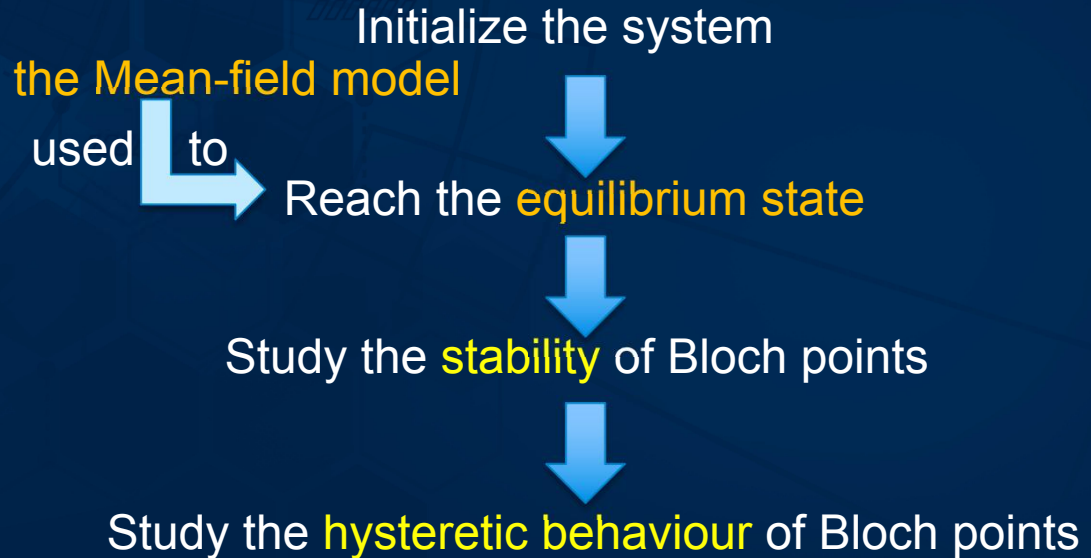 Initialize the system
the Mean-field model
used to
Reach the equilibrium state
Study the stability of Bloch points
Study the hysteretic behaviour of Bloch points